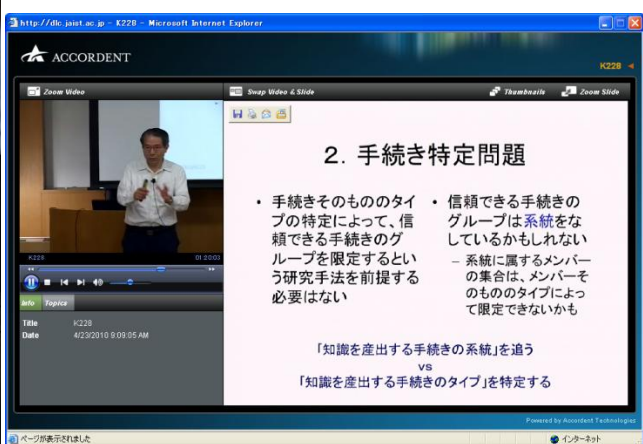 http://dlc.jaist.ac.jp - K228 - Microsoft Internet Explorer
ACCORDENT
K228
Zoom Video
Swap Video & Slide
Thumbnails
Zoom Slide
2. 手続き特定問題
• 手続きそのもののタイ
プの特定によって、信
頼できる手続きのグ
ループを限定するとい
う研究手法を前提する
必要はない
• 信頼できる手続きの
グループは系統をな
しているかもしれない
– 系統に属するメンバー
の集合は、メンバーそ
のもののタイプによっ
て限定できないかも
「知識を産出する手続きの系統」を追う
vs
「知識を産出する手続きのタイプ」を特定する
K228
01:20:03
Info
Topics
Title K228
Date 4/23/2010 9:09:05 AM
Powered by Accordent Technologies
ページが表示されました
インターネット